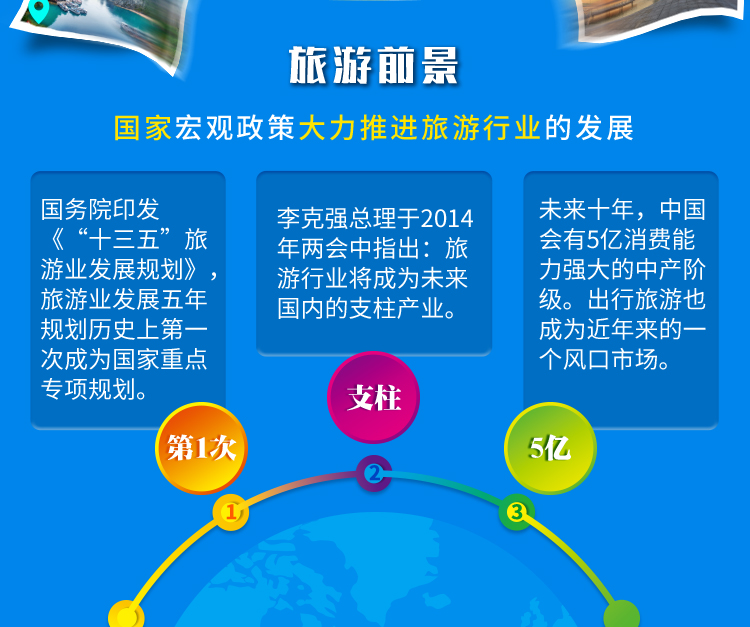 旅游前景
国家宏观政策大力推进旅游行业的发展
国务院印发
《“十三五”旅
游业发展规划》，
旅游业发展五年
规划历史上第一
次成为国家重点
专项规划。
李克强总理于2014
年两会中指出：旅
游行业将成为未来
国内的支柱产业。
未来十年，中国
会有5亿消费能
力强大的中产阶
级。出行旅游也
成为近年来的一
个风口市场。
第1次
支柱
5亿
1
2
3